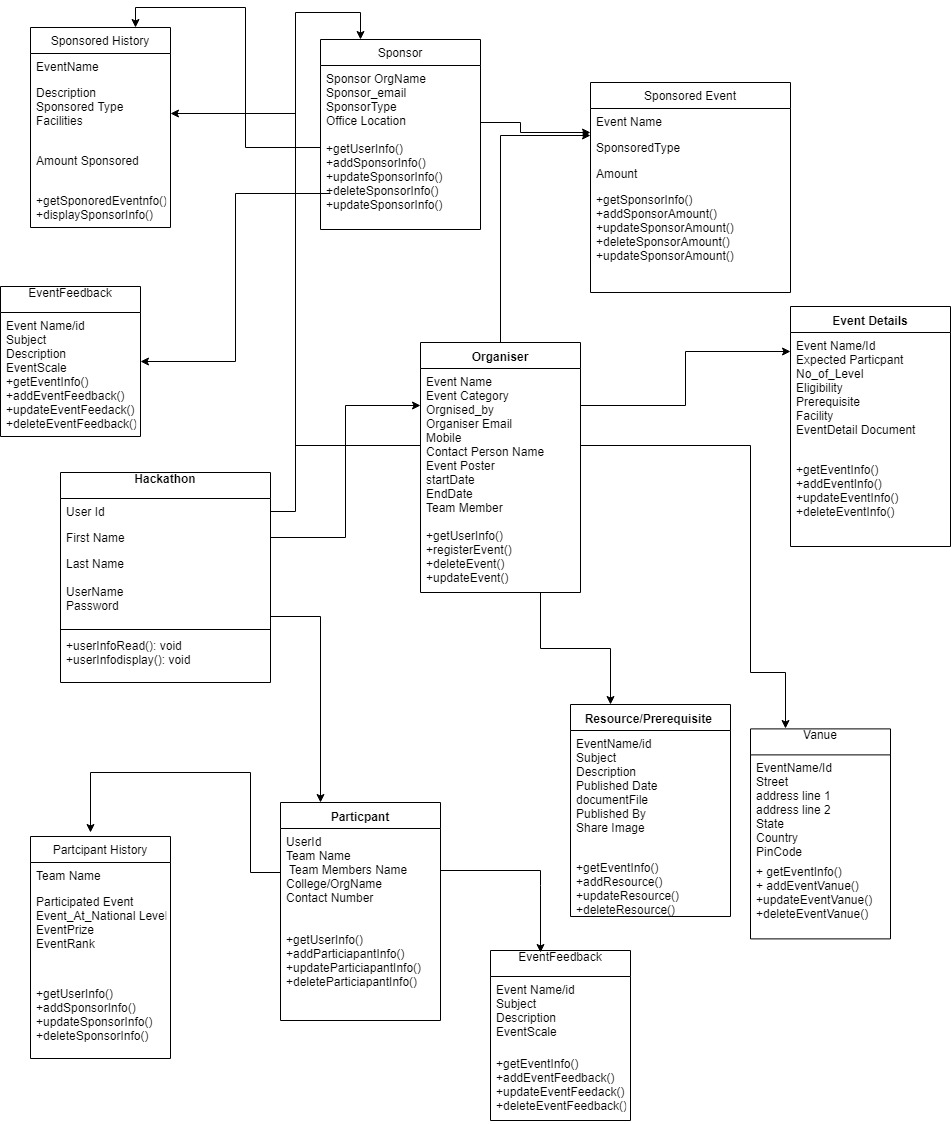 Sponsored History
EventName
Description
Sponsored Type
Facilities
Amount Sponsored
+getSponoredEventnfo()
+displaySponsorInfo()
Sponsor
Sponsor OrgName
Sponsor_email
SponsorType
Office Location
+getUserInfo()
+addSponsorInfo()
+updateSponsorInfo()
+deleteSponsorInfo()
+updateSponsorInfo()
Sponsored Event
Event Name
SponsoredType
Amount
+getSponsorInfo()
+addSponsorAmount()
+updateSponsorAmount()
+deleteSponsorAmount()
+updateSponsorAmount()
EventFeedback
Event Name/id
Subject
Description
EventScale
+getEventInfo()
+addEventFeedback()
+updateEventFeedack()
+deleteEventFeedback()
Organiser
Event Name
Event Category
Orgnised_by
Organiser Email
Mobile
Contact Person Name
Event Poster
startDate
EndDate
Team Member
+getUserInfo()
+registerEvent()
+deleteEvent()
+updateEvent()
Event Details
Event Name/Id
Expected Particpant
No_of_Level
Eligibility
Prerequisite
Facility
EventDetail Document
+getEventInfo()
+addEventInfo()
+updateEventInfo()
+deleteEventInfo()
Hackathon
User Id
First Name
Last Name
UserName
Password
+userInfoRead(): void
+userInfodisplay(): void
Resource/Prerequisite
EventName/id
Subject
Description
Published Date
documentFile
Published By
Share Image
+getEventInfo()
+addResource()
+updateResource()
+deleteResource()
Vanue
EventName/Id
Street
address line 1
address line 2
State
Country
PinCode
+ getEventInfo()
+ addEventVanue()
+updateEventVanue()
+deleteEventVanue()
Partcipant History
Team Name
Participated Event
Event_At_National Level
EventPrize
EventRank
+getUserInfo()
+addSponsorInfo()
+updateSponsorInfo()
+deleteSponsorInfo()
Particpant
UserId
Team Name
Team Members Name
College/OrgName
Contact Number
+getUserInfo()
+addParticiapantInfo()
+updateParticiapantInfo()
+deleteParticiapantInfo()
EventFeedback
Event Name/id
Subject
Description
EventScale
+getEventInfo()
+addEventFeedback()
+updateEventFeedack()
+deleteEventFeedback()